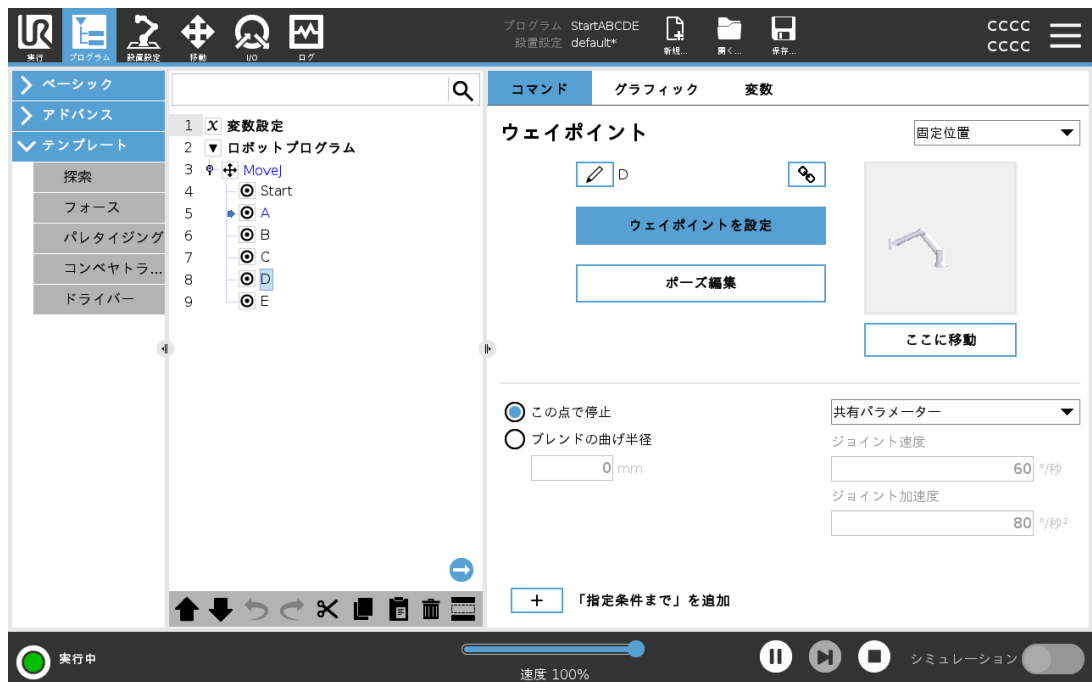 UR
実行
プログラム
設置設定
移動
I/O
ログ
プログラム StartABCDE
設置設定 default*
新規...
開く...
保存...
CCCC
CCCC
ベーシック
アドバンス
テンプレート
探索
フォース
パレタイジング
コンベヤトラ...
ドライバー
1 X 変数設定
2 ▼ ロボットプログラム
3 MoveJ
4 Start
5 A
6 B
7 C
8 D
9 E
コマンド グラフィック 変数
ウェイポイント
固定位置
D
ウェイポイントを設定
ポーズ編集
ここに移動
この点で停止
ブレンドの曲げ半径
0 mm
共有パラメーター
ジョイント速度
60 °/秒
ジョイント加速度
80 °/秒²
+ 「指定条件まで」を追加
実行中
速度 100%
シミュレーション